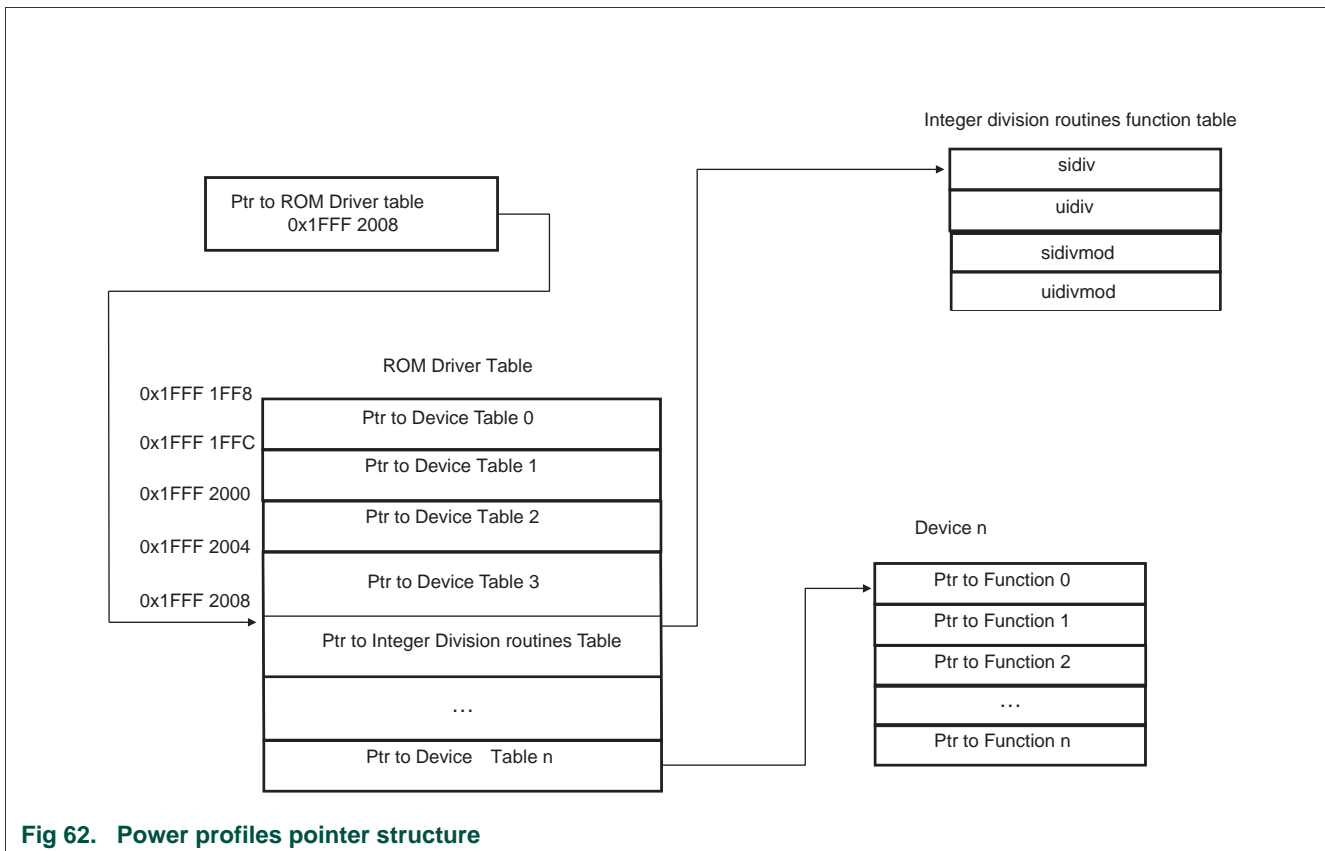 Integer division routines function table
sidiv
uidiv
sidivmod
uidivmod
Ptr to ROM Driver table
0x1FFF 2008
ROM Driver Table
0x1FFF 1FF8
Ptr to Device Table 0
0x1FFF 1FFC
Ptr to Device Table 1
0x1FFF 2000
Ptr to Device Table 2
0x1FFF 2004
Ptr to Device Table 3
0x1FFF 2008
Ptr to Integer Division routines Table
...
Ptr to Device Table n
Device n
Ptr to Function 0
Ptr to Function 1
Ptr to Function 2
...
Ptr to Function n
Fig 62. Power profiles pointer structure